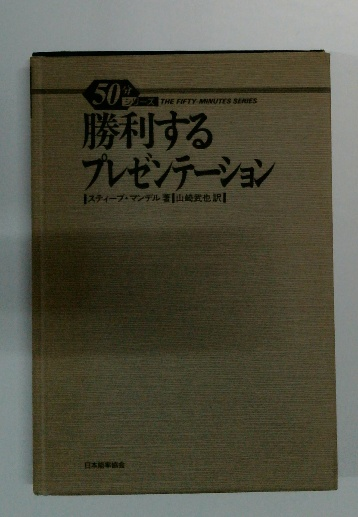 50分
シリーズ THE FIFTY-MINUTES SERIES
勝利する
プレゼンテーション
スティーブ・マンデル 著 山崎武也 訳
日本能率協会